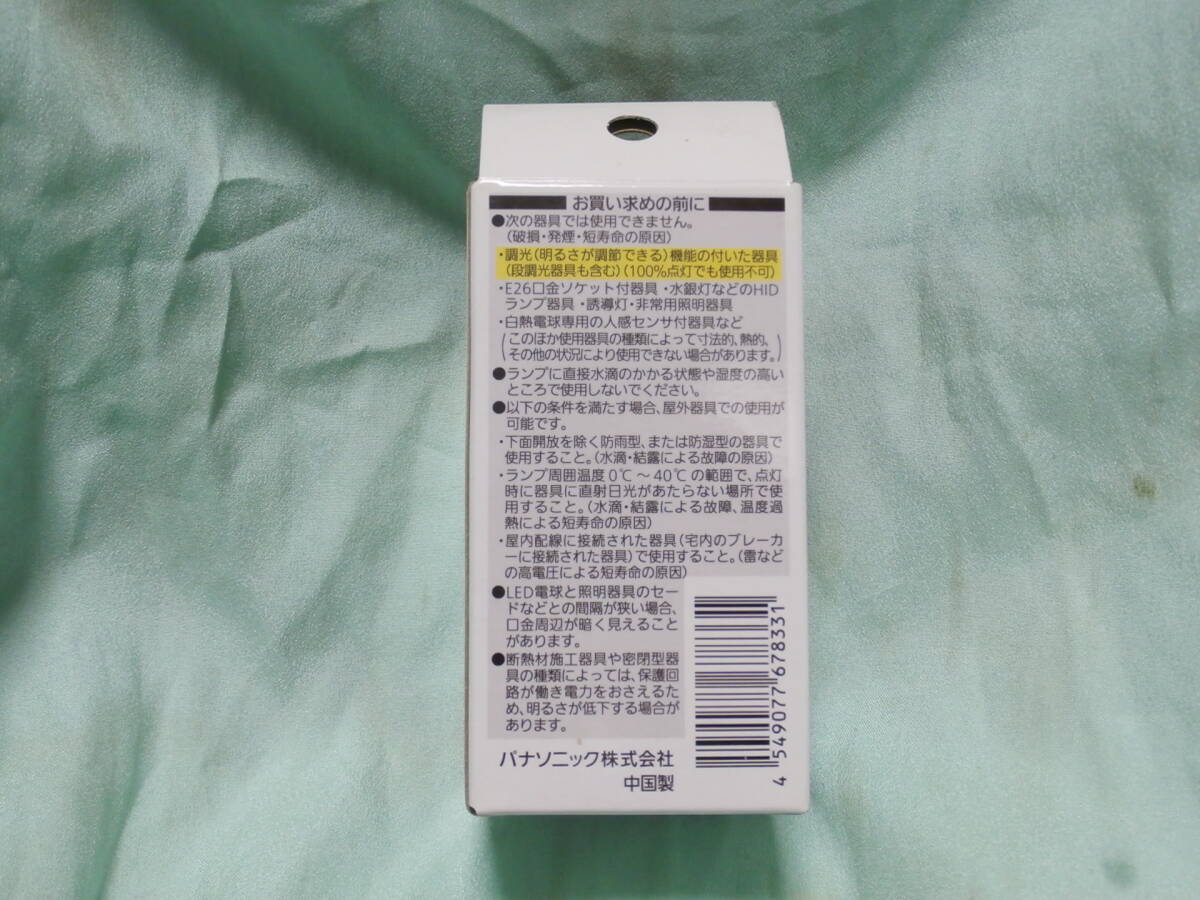 お買い求めの前に
●次の器具では使用できません。
（破損・発煙・短寿命の原因）
・調光（明るさが調節できる）機能の付いた器具
（段調光器具も含む）（100%点灯でも使用不可）
・E26口金ソケット付器具・水銀灯などのHID
ランプ器具・誘導灯・非常用照明器具
・白熱電球専用の人感センサ付器具など
（このほか使用器具の種類によって寸法的、熱的、
その他の状況により使用できない場合があります。）
●ランプに直接水滴のかかる状態や湿度の高い
ところで使用しないでください。
●以下の条件を満たす場合、屋外器具での使用が
可能です。
・下面開放を除く防雨型、または防湿型の器具で
使用すること。（水滴・結露による故障の原因）
・ランプ周囲温度0℃～40℃の範囲で、点灯
時に器具に直射日光があたらない場所で使
用すること。（水滴・結露による故障、温度過
熱による短寿命の原因）
・屋内配線に接続された器具（宅内のブレーカ
ーに接続された器具）で使用すること。（雷など
の高電圧による短寿命の原因）
●LED電球と照明器具のセー
ドなどとの間隔が狭い場合、
口金周辺が暗く見えること
があります。
●断熱材施工器具や密閉型器
具の種類によっては、保護回
路が働き電力をおさえるた
め、明るさが低下する場合が
あります。
パナソニック株式会社
中国製
4 549077 678331